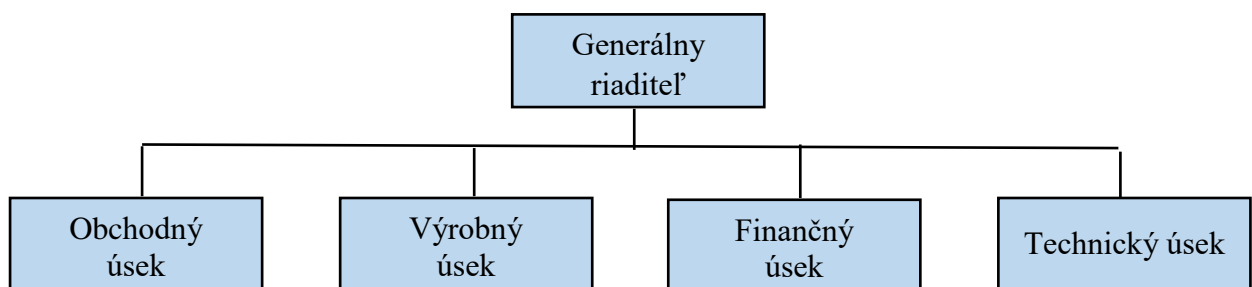 Generálny
riaditeľ
Obchodný
úsek
Výrobný
úsek
Finančný
úsek
Technický úsek